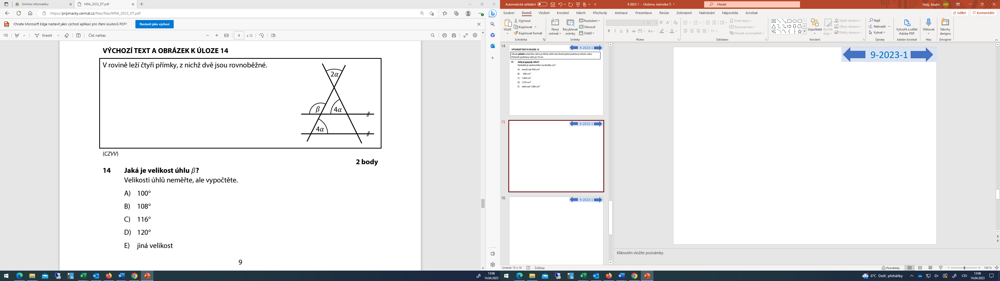 Umíme informatiku
M9A_2023_DT.pdf
https://prijimacky.cermat.cz/files/files/M9A_2023_DT.pdf
Chcete Microsoft Edge nastavit jako výchozí aplikaci pro čtení souborů PDF?
Nastavit jako výchozí
Kreslit
9 z 12
Číst nahlas
VÝCHOZÍ TEXT A OBRÁZEK K ÚLOZE 14
V rovině leží čtyři přímky, z nichž dvě jsou rovnoběžné.
2α
β
4α
4α
(CZVV)
2 body
14 Jaká je velikost úhlu β?
Velikosti úhlů neměřte, ale vypočtěte.
A) 100°
B) 108°
C) 116°
D) 120°
E) jiná velikost
9
13:06
14.04.2023
Automatické ukládání
9 2023-1 - Uloženo: Jednotka T:
Hledat
Holý, Martin
HM
Soubor Domů Vložení Kreslení Návrh Přechody Animace Prezentace Revize Zobrazení Nahrávání Nápověda Acrobat
Sdílet
Komentáře
Vložit
Vyjmout
Kopírovat
Kopírovat formát
Schránka
Nový snímek
Recyklovat snímky
Rozložení
Obnovit
Oddíl
Snímky
12
Písmo
Směr textu
Zarovnat text
Převést na SmartArt
Odstavec
Uspořádat
Rychlé styly
Výplň obrazce
Obrys obrazce
Efekty obrazce
Kreslení
Najít
Nahradit
Vybrat
Úpravy
Vytvořit a sdílet Adobe PDF
Adobe Acrobat
Diktovat
Hlas
Návrhy designu
Designer
14
9-2023-1
VÝCHOZÍ TEXT K ÚLOZE 13
Obsah pláště rotačního válce je třikrát větší než obsah jedné podstavy tohoto válce.
Poloměr podstavy válce je 10 cm.
13 Jaký je povrch válce?
Výsledek je zaokrouhlen na desítky cm².
A) menší než 930 cm²
B) 940 cm²
C) 1260 cm²
D) 1570 cm²
E) větší než 1580 cm²
15
9-2023-1
16
9-2023-1
9-2023-1
Kliknutím vložíte poznámky.
Snímek 15 z 18
Čeština
Poznámky
106 %
6°C Déšť, přeháňky
CES
13:06
14.04.2023